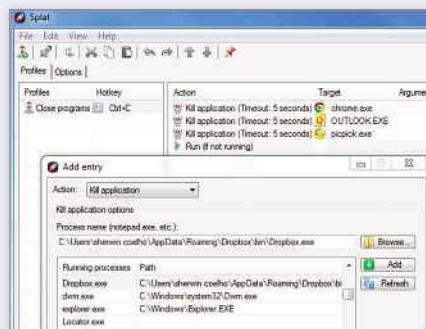 Splat
File Edit View Help
Profiles Options
Profiles Hotkey Action Target Argume
Close programs Ctrl+C Kill application (Timeout: 5 seconds) chrome.exe
Kill application (Timeout: 5 seconds) OUTLOOK.EXE
Kill application (Timeout: 5 seconds) picpick.exe
Run (if not running)
Add entry
Action: Kill application
Kill application options
Process name (notepad.exe, etc.):
C:\Users\sherwin coelho\AppData\Roaming\Dropbox\bin\Dropbox.exe Browse...
Running processes Path Add
Dropbox.exe C:\Users\sherwin coelho\AppData\Roaming\Dropbox\bi Refresh
dwm.exe C:\Windows\system32\Dwm.exe
explorer.exe C:\Windows\Explorer.EXE
Locator.exe